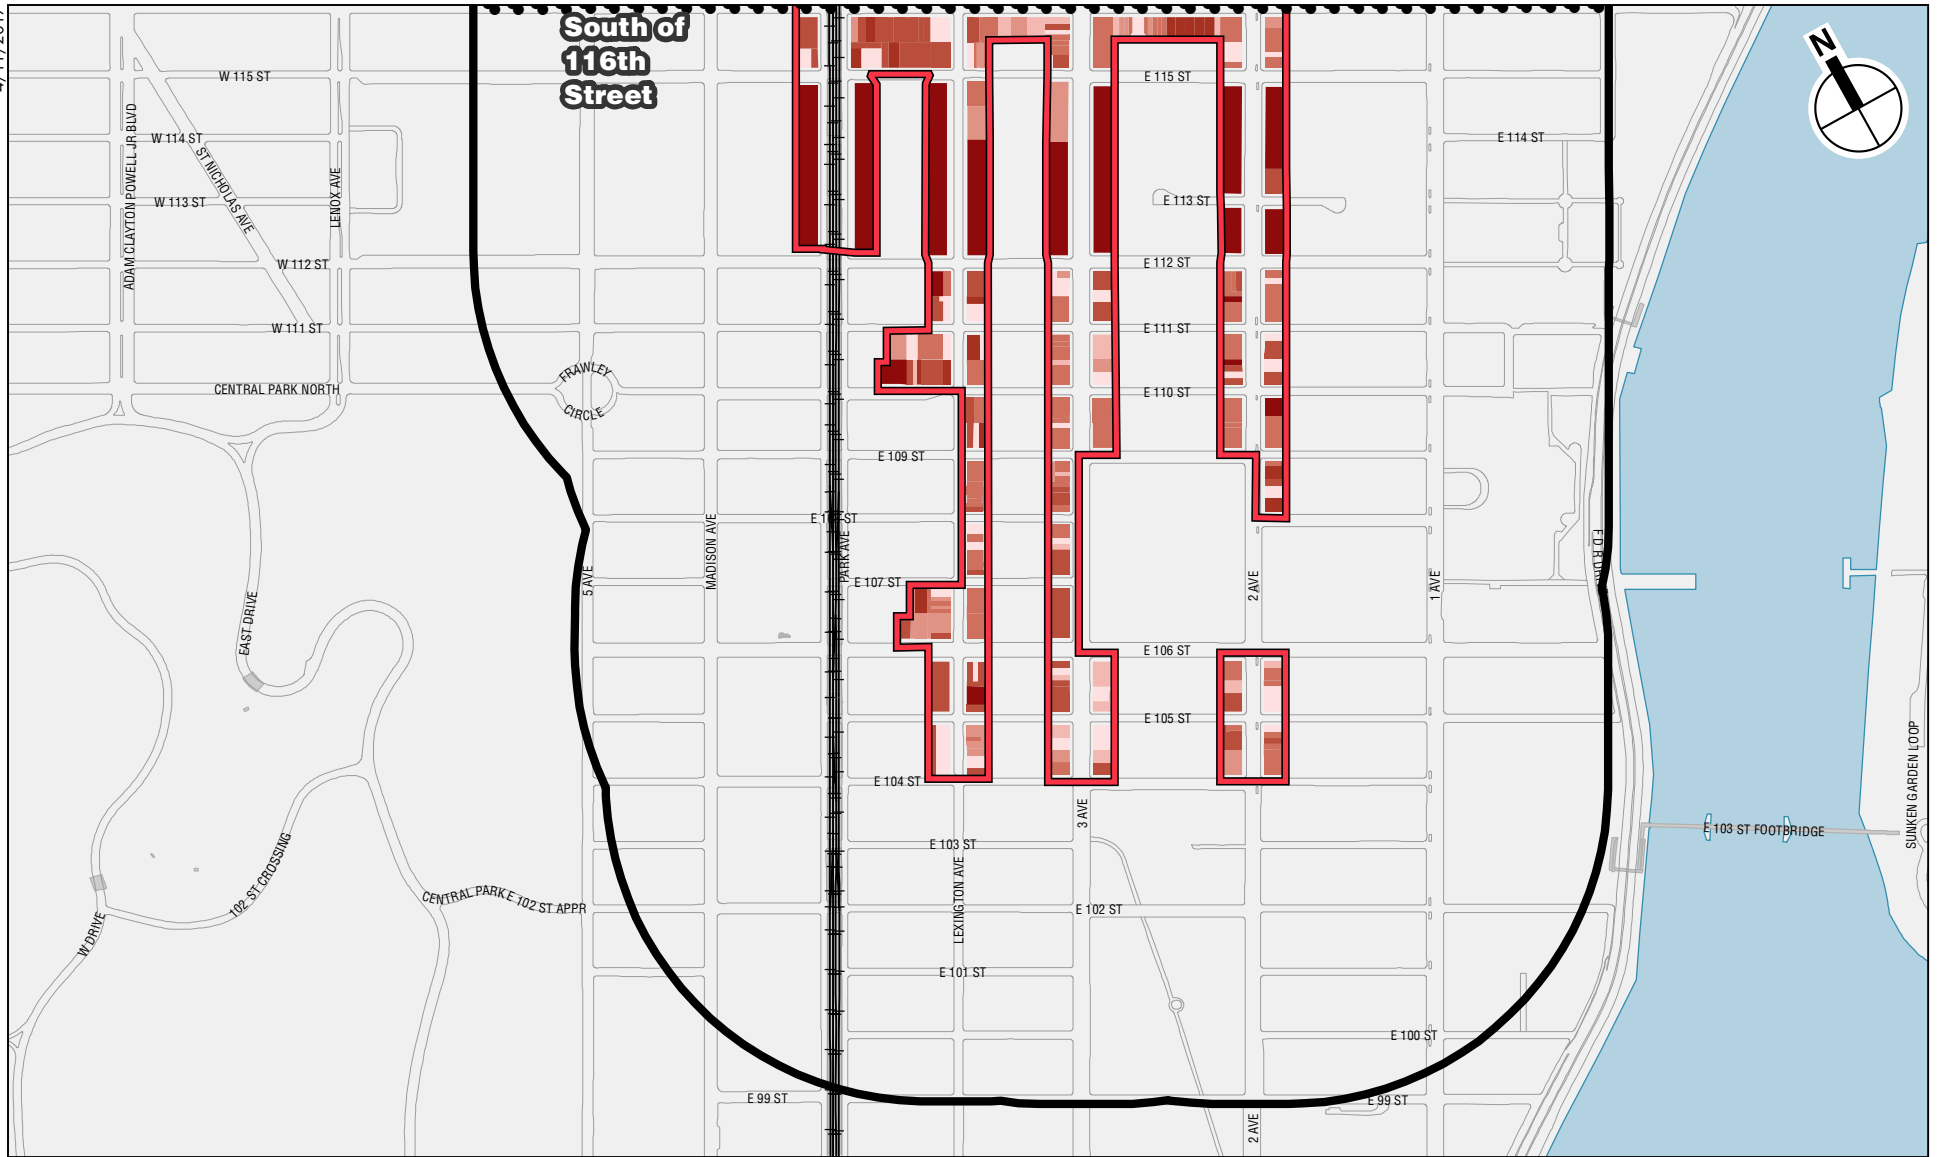 South of
116th
Street
N
W 115 ST
E 115 ST
W 114 ST
E 114 ST
ADAM CLAYTON POWELL JR BLVD
ST NICHOLAS AVE
LENOX AVE
W 113 ST
E 113 ST
W 112 ST
E 112 ST
W 111 ST
E 111 ST
FRAWLEY
CIRCLE
CENTRAL PARK NORTH
E 110 ST
E 109 ST
MADISON AVE
PARK AVE
5 AVE
E 107 ST
2 AVE
1 AVE
EAST DRIVE
E 106 ST
E 105 ST
E 104 ST
3 AVE
SUNKEN GARDEN LOOP
E 103 ST FOOTBRIDGE
E 103 ST
LEXINGTON AVE
102 ST CROSSING
CENTRAL PARK E 102 ST APPR
E 102 ST
W DRIVE
E 101 ST
E 100 ST
E 99 ST
E 99 ST
2 AVE